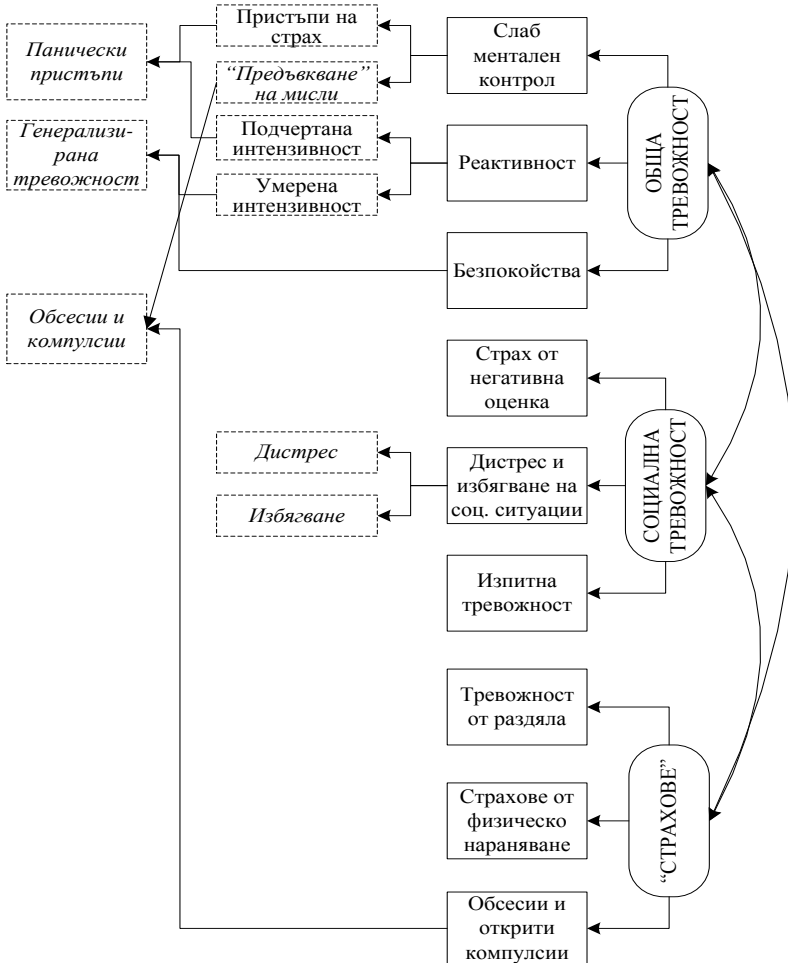 Пристъпи на
страх
Слаб
ментален
контрол
Панически
пристъпи
“Предъвкване”
на мисли
Генерализи-
рана
тревожност
Подчертана
интензивност
Реактивност
ОБЩА
ТРЕВОЖНОСТ
Умерена
интензивност
Безпокойства
Обсесии и
компулсии
Страх от
негативна
оценка
Дистрес
Дистрес и
избягване на
соц. ситуации
СОЦИАЛНА
ТРЕВОЖНОСТ
Избягване
Изпитна
тревожност
Тревожност
от раздяла
Страхове от
физическо
нараняване
“СТРАХОВЕ”
Обсесии и
открити
компулсии